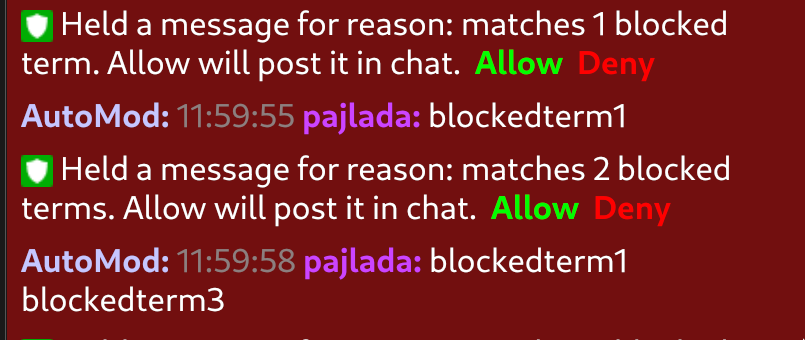 Held a message for reason: matches 1 blocked
term. Allow will post it in chat. Allow Deny
AutoMod: 11:59:55 pajlada: blockedterm1
Held a message for reason: matches 2 blocked
terms. Allow will post it in chat. Allow Deny
AutoMod: 11:59:58 pajlada: blockedterm1
blockedterm3